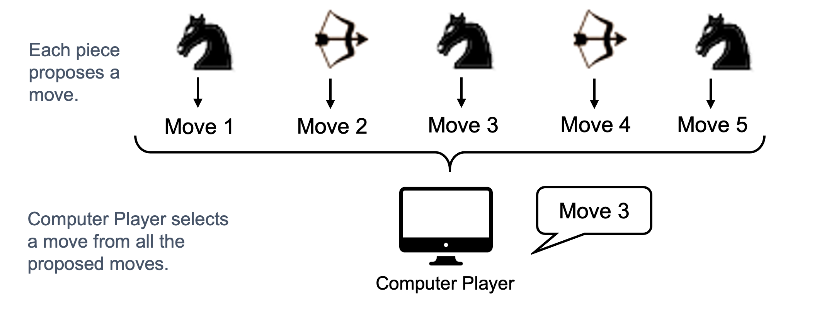 Each piece
proposes a
move.
Move 1
Move 2
Move 3
Move 4
Move 5
Computer Player selects
a move from all the
proposed moves.
Move 3
Computer Player